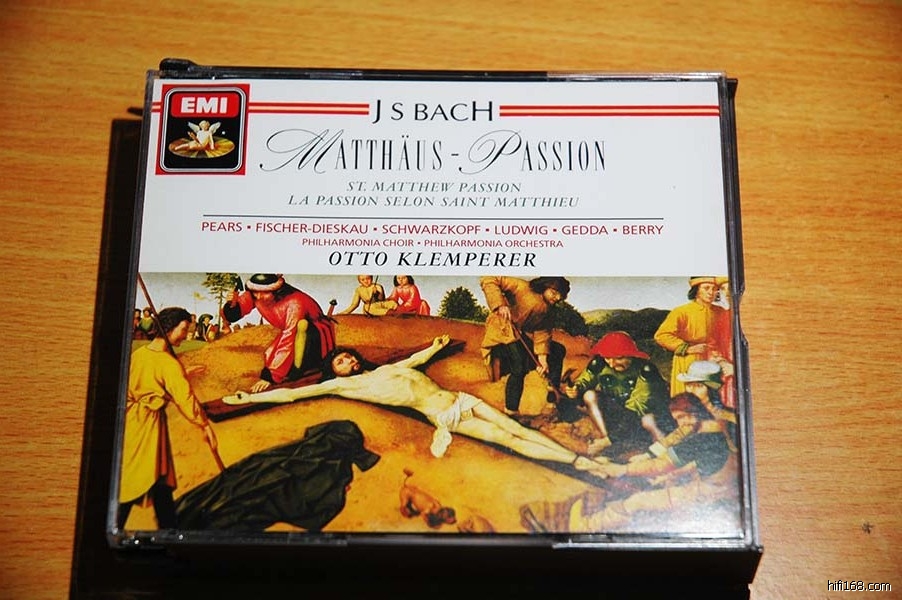 EMI
J S BACH
MATTHÄUS - PASSION
ST. MATTHEW PASSION
LA PASSION SELON SAINT MATTHIEU
PEARS • FISCHER-DIESKAU • SCHWARZKOPF • LUDWIG • GEDDA • BERRY
PHILHARMONIA CHOIR • PHILHARMONIA ORCHESTRA
OTTO KLEMPERER
hifi168.com